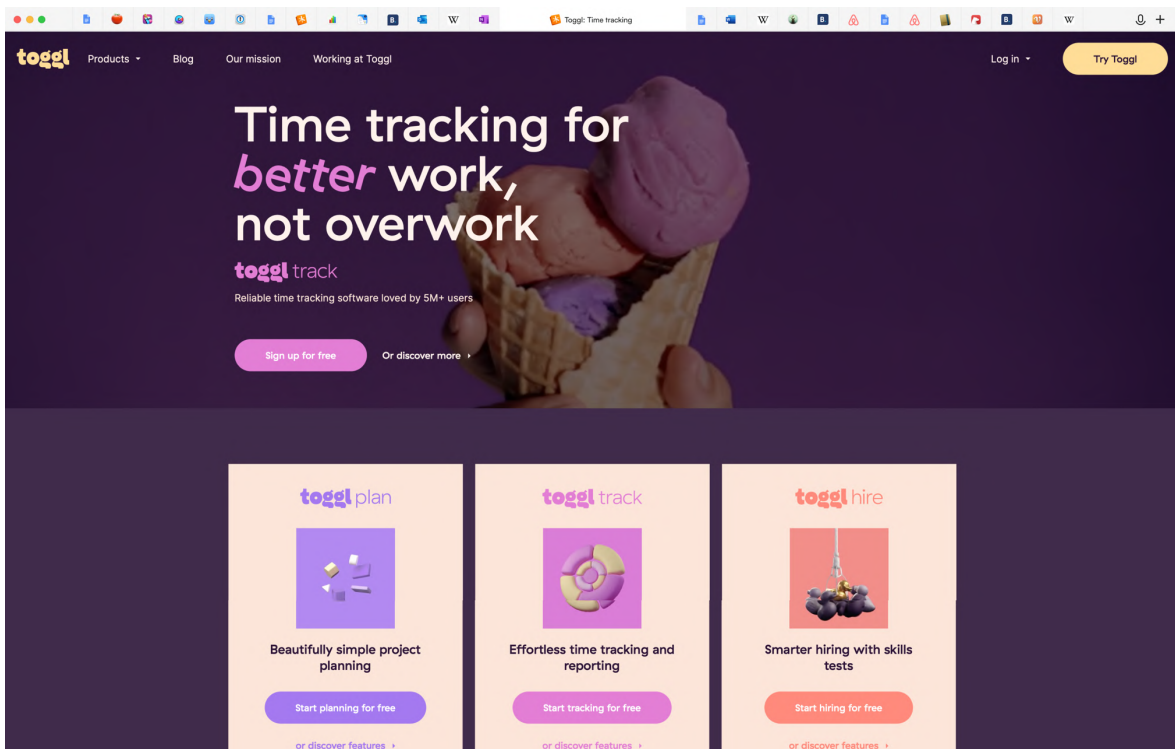 Toggl: Time tracking
toggl Products Blog Our mission Working at Toggl Log in Try Toggl
Time tracking for
better work,
not overwork
toggl track
Reliable time tracking software loved by 5M+ users
Sign up for free Or discover more
toggl plan
Beautifully simple project
planning
Start planning for free
or discover features
toggl track
Effortless time tracking and
reporting
Start tracking for free
or discover features
toggl hire
Smarter hiring with skills
tests
Start hiring for free
or discover features